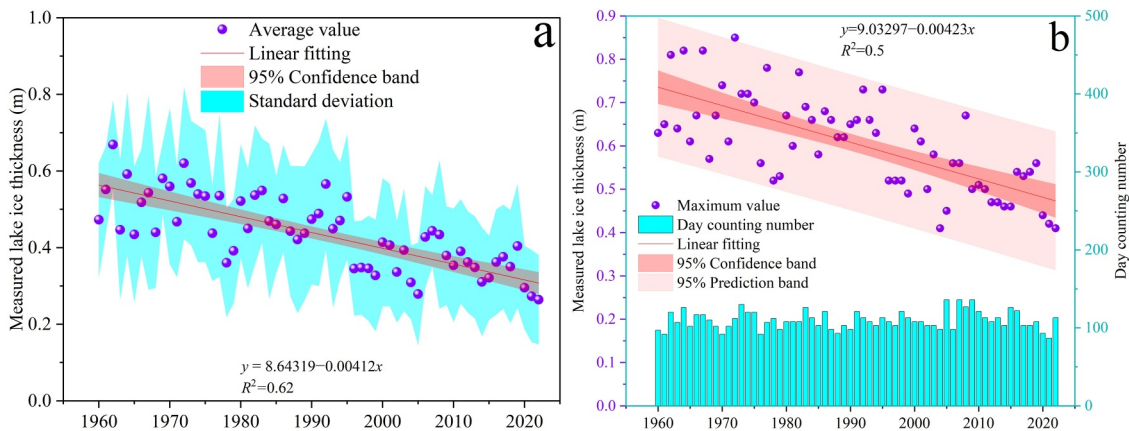 a
Average value
Linear fitting
95% Confidence band
Standard deviation
Measured lake ice thickness (m)
1.0
0.8
0.6
0.4
0.2
0.0
y = 8.64319−0.00412x
R²=0.62
1960 1970 1980 1990 2000 2010 2020
b
y=9.03297−0.00423x
R²=0.5
Measured lake ice thickness (m)
0.9
0.8
0.7
0.6
0.5
0.4
0.3
0.2
0.1
0.0
Maximum value
Day counting number
Linear fitting
95% Confidence band
95% Prediction band
500
400
300
200
100
0
Day counting number
1960 1970 1980 1990 2000 2010 2020